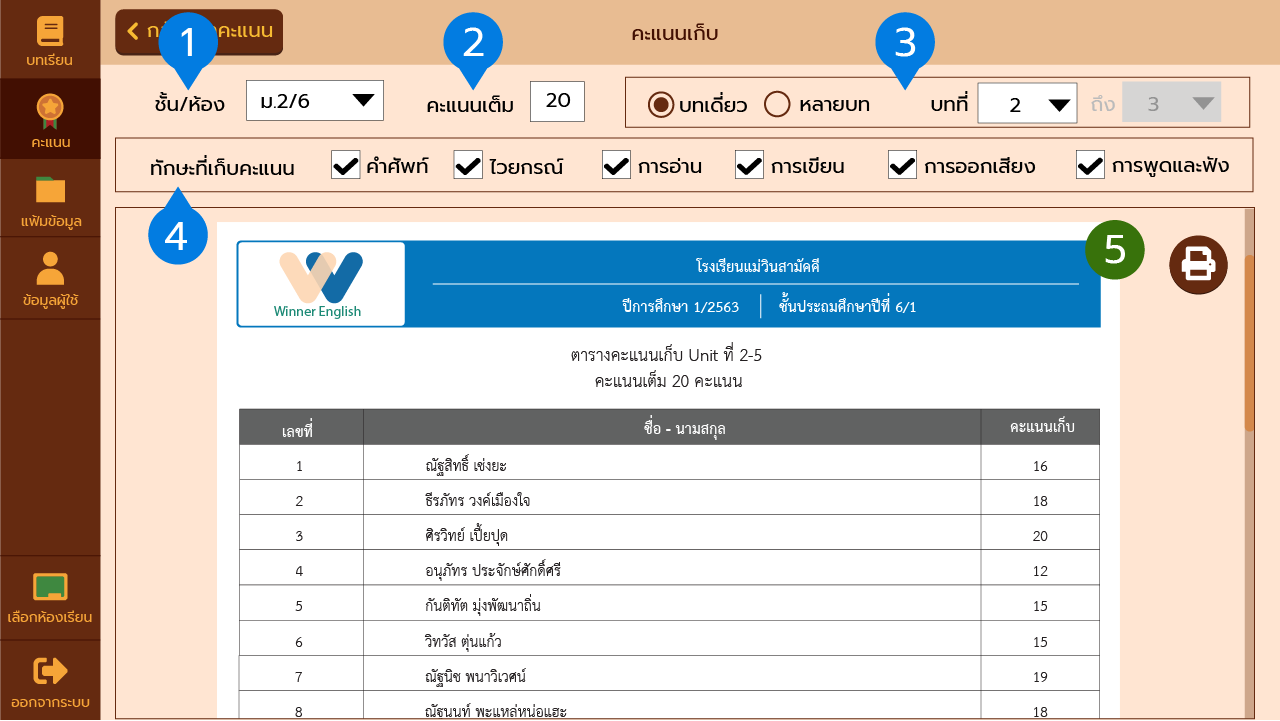 บทเรียน
คะแนน
แฟ้มข้อมูล
ข้อมูลผู้ใช้
เลือกห้องเรียน
ออกจากระบบ
คะแนน
คะแนนเก็บ
1
2
3
ชั้น/ห้อง ม.2/6 คะแนนเต็ม 20 บทเดี่ยว หลายบท บทที่ 2 ถึง 3
ทักษะที่เก็บคะแนน คำศัพท์ ไวยกรณ์ การอ่าน การเขียน การออกเสียง การพูดและฟัง
4
5
Winner English
โรงเรียนแม่วินสามัคคี
ปีการศึกษา 1/2563 ชั้นประถมศึกษาปีที่ 6/1
ตารางคะแนนเก็บ Unit ที่ 2-5
คะแนนเต็ม 20 คะแนน
เลขที่ ชื่อ - นามสกุล คะแนนเก็บ
1 ณัฐสิทธิ์ เซ่งยะ 16
2 ธีรภัทร วงค์เมืองใจ 18
3 ศิรวิทย์ เปี้ยปุด 20
4 อนุภัทร ประจักษ์ศักดิ์ศรี 12
5 กันติทัต มุ่งพัฒนาถิ่น 15
6 วิทวัส ตุ่นแก้ว 15
7 ณัฐนิช พนาวิเวศน์ 19
8 ณัฐนนท์ พะแหล่หน่อแฮะ 18